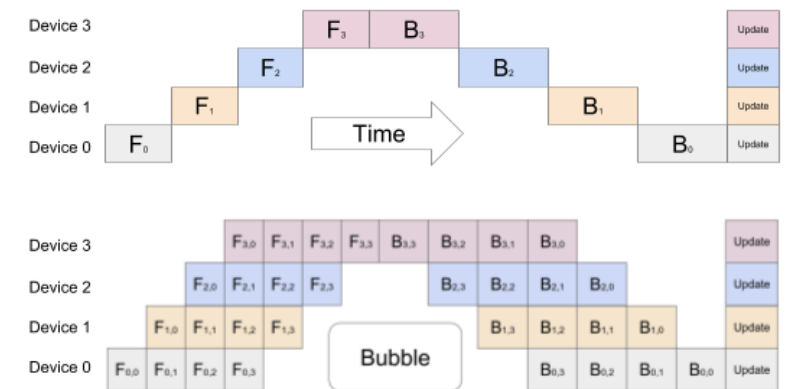 Device 3 F₃ B₃ Update
Device 2 F₂ B₂ Update
Device 1 F₁ B₁ Update
Time
Device 0 F₀ B₀ Update
Device 3 F₃,₀ F₃,₁ F₃,₂ F₃,₃ B₃,₃ B₃,₂ B₃,₁ B₃,₀ Update
Device 2 F₂,₀ F₂,₁ F₂,₂ F₂,₃ B₂,₃ B₂,₂ B₂,₁ B₂,₀ Update
Device 1 F₁,₀ F₁,₁ F₁,₂ F₁,₃ B₁,₃ B₁,₂ B₁,₁ B₁,₀ Update
Bubble
Device 0 F₀,₀ F₀,₁ F₀,₂ F₀,₃ B₀,₃ B₀,₂ B₀,₁ B₀,₀ Update